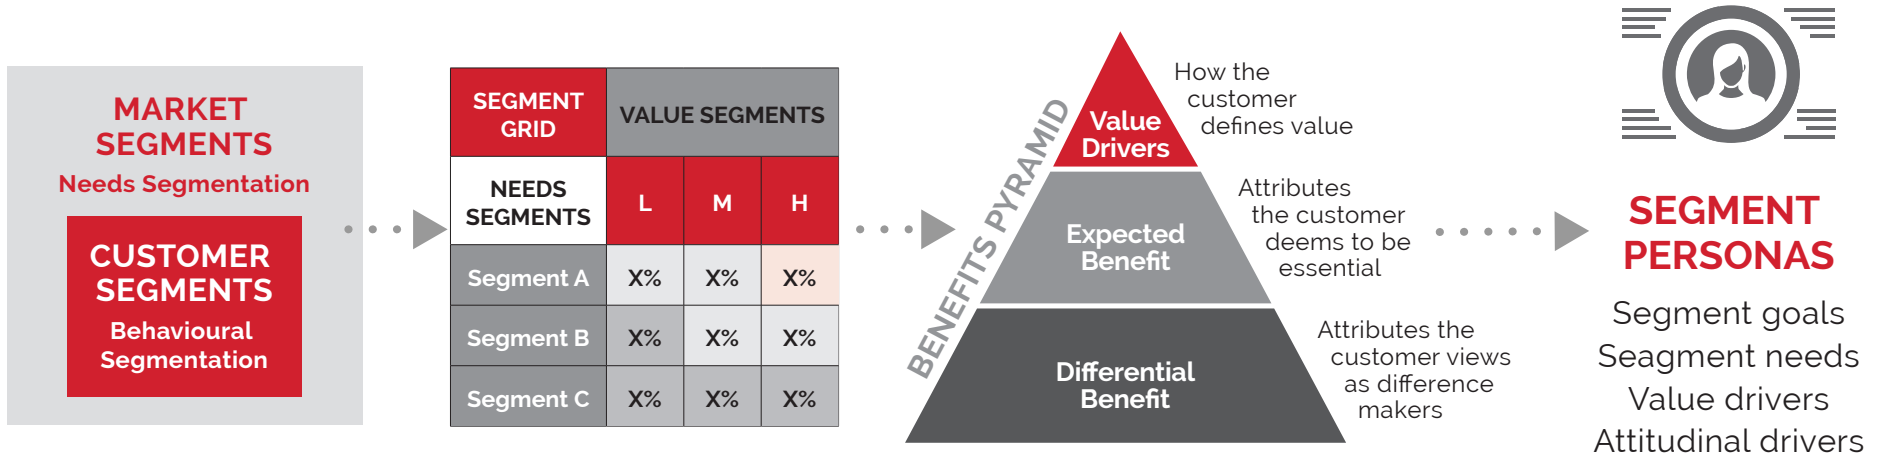 MARKET
SEGMENTS
Needs Segmentation
CUSTOMER
SEGMENTS
Behavioural
Segmentation
SEGMENT
GRID
VALUE SEGMENTS
NEEDS
SEGMENTS
L
M
H
Segment A
X%
X%
X%
Segment B
X%
X%
X%
Segment C
X%
X%
X%
BENEFITS PYRAMID
Value
Drivers
How the
customer
defines value
Expected
Benefit
Attributes
the customer
deems to be
essential
Differential
Benefit
Attributes the
customer views
as difference
makers
SEGMENT
PERSONAS
Segment goals
Seagment needs
Value drivers
Attitudinal drivers